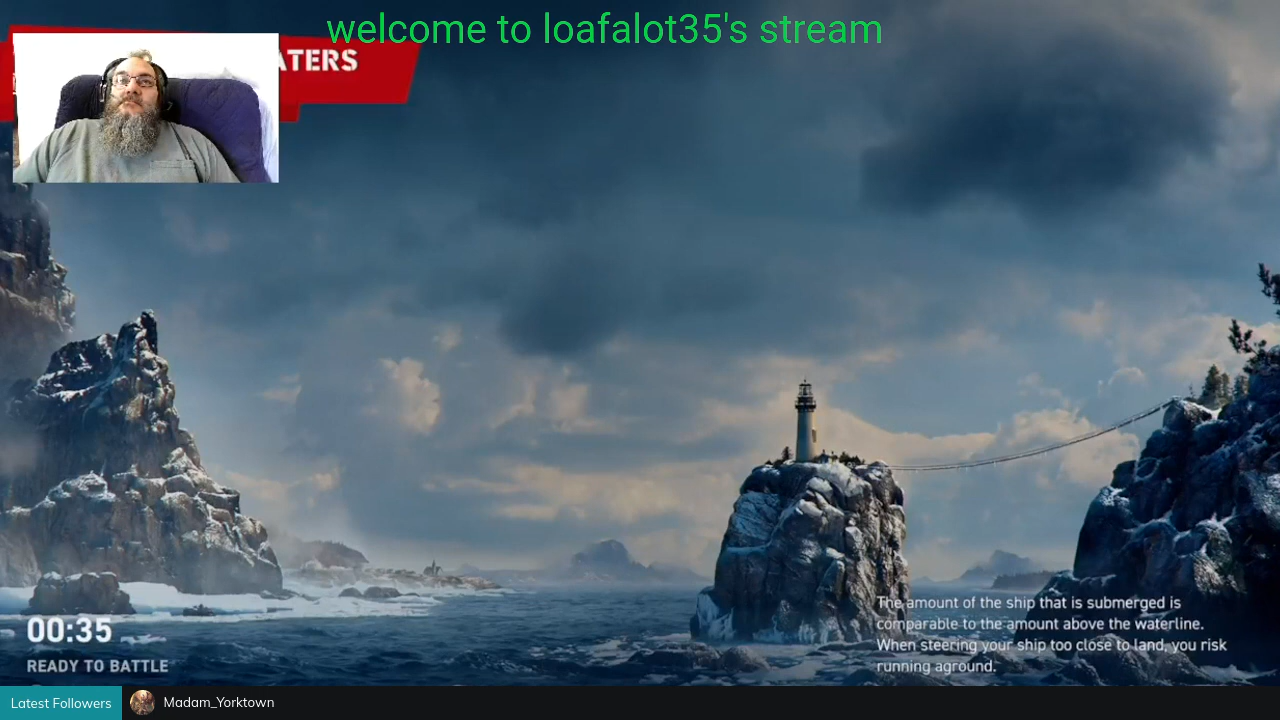 welcome to loafalot35's stream
ATERS
The amount of the ship that is submerged is
comparable to the amount above the waterline.
When steering your ship too close to land, you risk
running aground.
00:35
READY TO BATTLE
Latest Followers
Madam_Yorktown